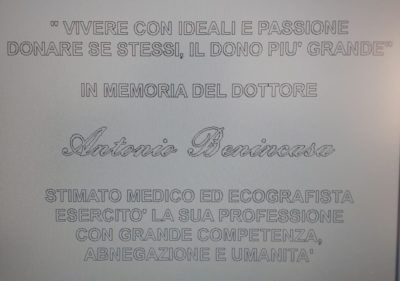 " VIVERE CON IDEALI E PASSIONE
DONARE SE STESSI, IL DONO PIU' GRANDE"
IN MEMORIA DEL DOTTORE
Antonio Benincasa
STIMATO MEDICO ED ECOGRAFISTA
ESERCITO' LA SUA PROFESSIONE
CON GRANDE COMPETENZA,
ABNEGAZIONE E UMANITA'